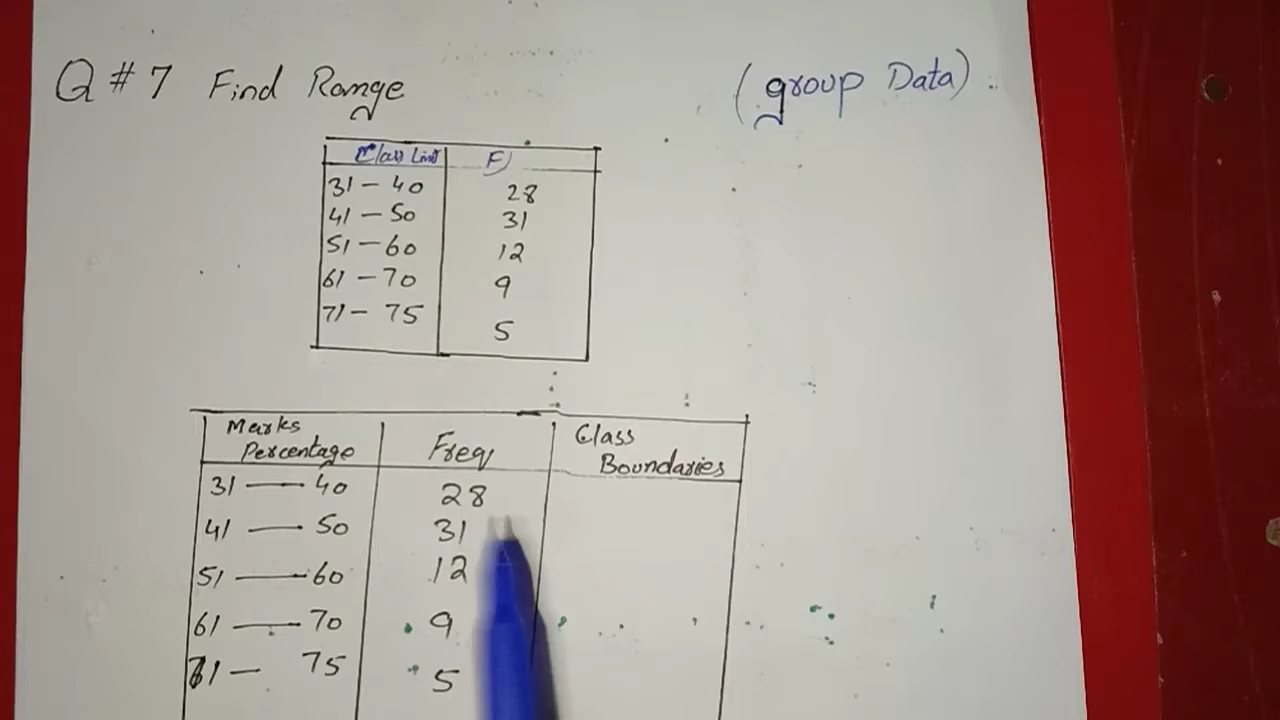 Q # 7 Find Range (group Data)
Class Limit F
31 - 40 28
41 - 50 31
51 - 60 12
61 - 70 9
71 - 75 5
Marks Percentage Freq Class Boundaries
31 — 40 28
41 — 50 31
51 — 60 12
61 — 70 9
71 — 75 5